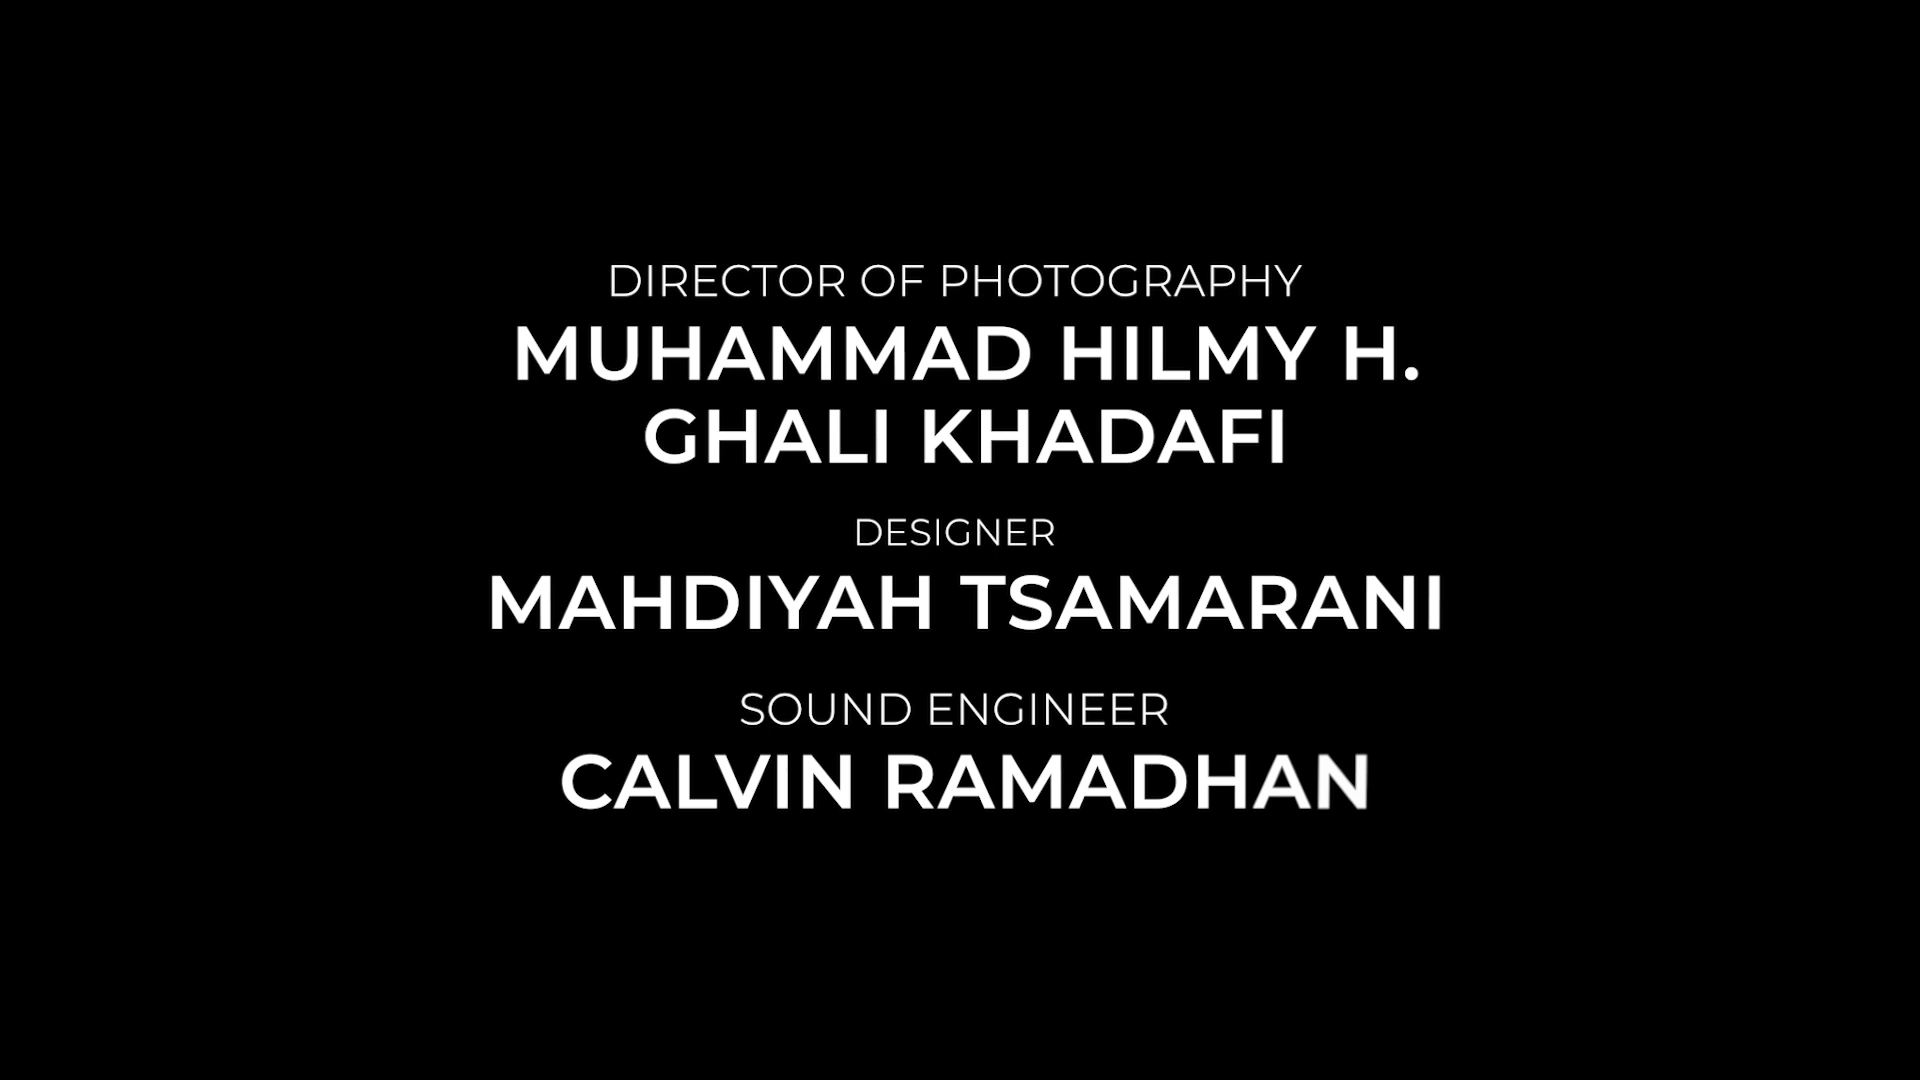 DIRECTOR OF PHOTOGRAPHY
MUHAMMAD HILMY H.
GHALI KHADAFI
DESIGNER
MAHDIYAH TSAMARANI
SOUND ENGINEER
CALVIN RAMADHAN